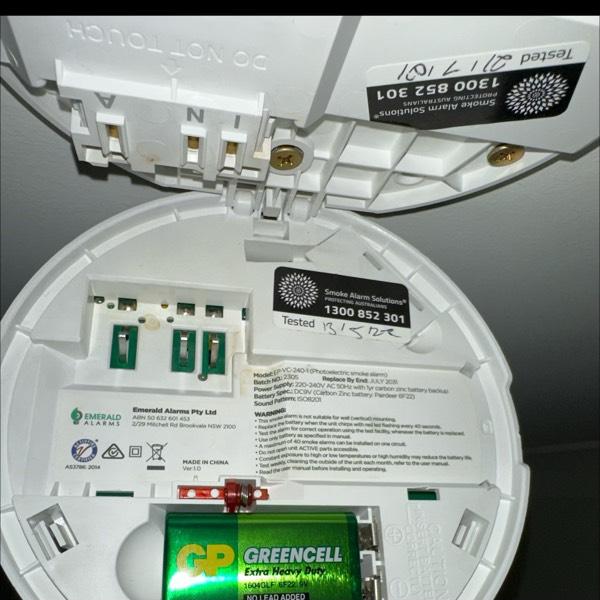 DO NOT TOUCH
A
N
I
Tested
Smoke Alarm Solutions®
PROTECTING AUSTRALIANS
1300 852 301
Smoke Alarm Solutions®
PROTECTING AUSTRALIANS
1300 852 301
Tested
Model: EP-VC-240-1 (Photoelectric smoke alarm)
Batch NO.: 2305 Replace By End: JULY 2031
Power Supply: 220-240V AC 50Hz with 1yr carbon zinc battery backup
Battery Spec.: DC9V (Carbon Zinc battery: Pardeer 6F22)
Sound Pattern: ISO8201
WARNING:
• This smoke alarm is not suitable for wall (vertical) mounting.
• Replace the battery when the unit chirps with red led flashing every 40 seconds.
• Test the alarm for correct operation using the test facility, whenever the battery is replaced.
• Use only battery as specified in manual.
• A maximum of 40 smoke alarms can be installed on one circuit.
• Do not open unit ACTIVE parts accessible.
• Constant exposure to high or low temperatures or high humidity may reduce the battery life.
• Test weekly, cleaning the outside of the unit each month, refer to the user manual.
• Read the user manual before installing and operating.
EMERALD
ALARMS
Emerald Alarms Pty Ltd
ABN 50 632 601 453
2/29 Mitchell Rd Brookvale NSW 2100
AS3786: 2014
MADE IN CHINA
Ver:1.0
GP GREENCELL
Extra Heavy Duty
1604GLF 6F22 9V
NO LEAD ADDED
CAUTION